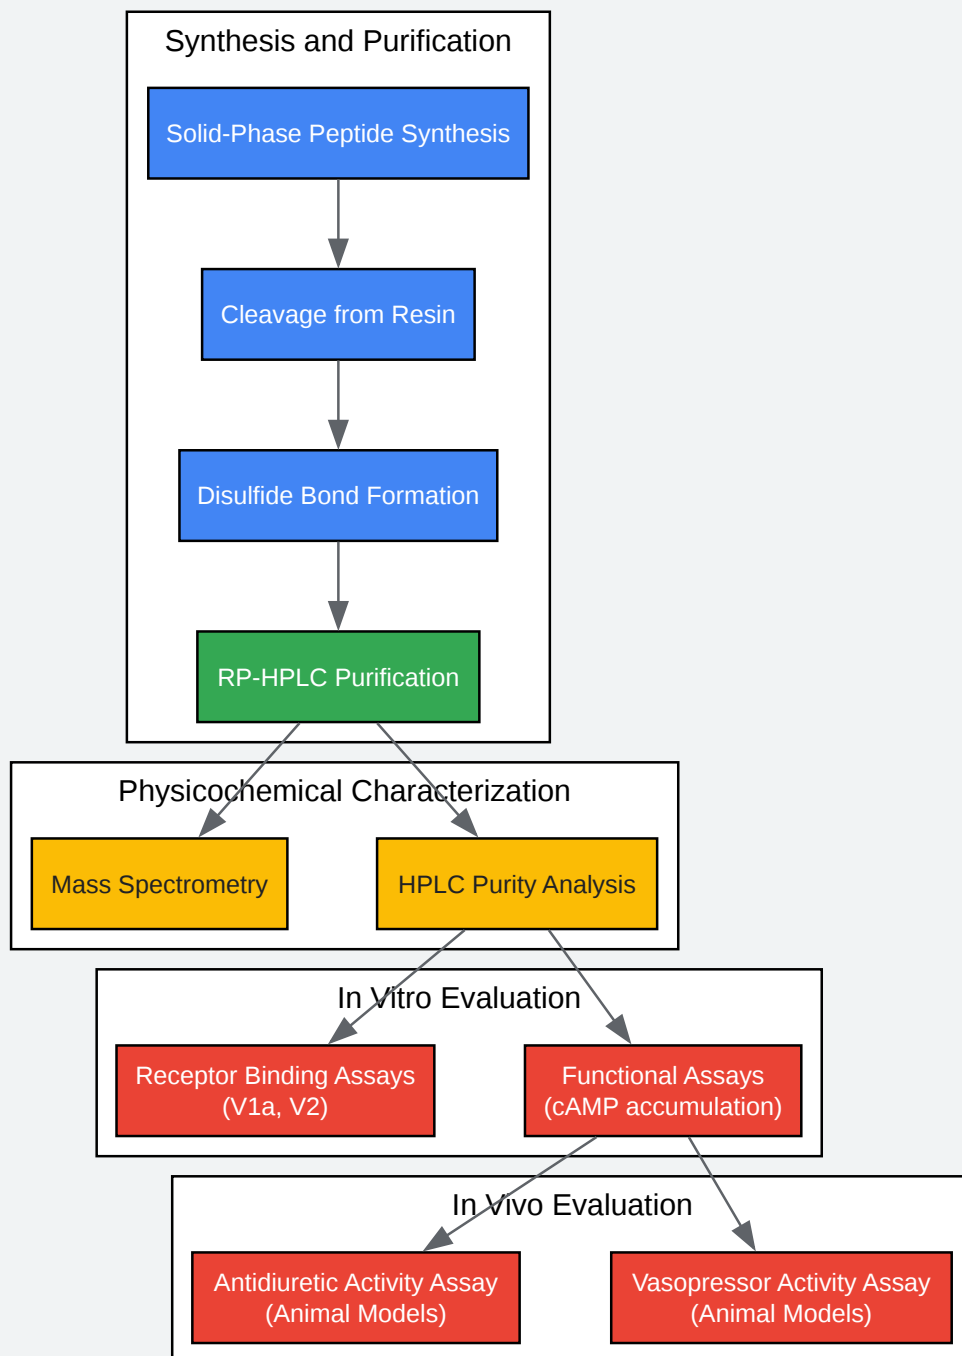 Synthesis and Purification
Solid-Phase Peptide Synthesis
Cleavage from Resin
Disulfide Bond Formation
RP-HPLC Purification
Physicochemical Characterization
Mass Spectrometry
HPLC Purity Analysis
In Vitro Evaluation
Receptor Binding Assays
(V1a, V2)
Functional Assays
(cAMP accumulation)
In Vivo Evaluation
Antidiuretic Activity Assay
(Animal Models)
Vasopressor Activity Assay
(Animal Models)